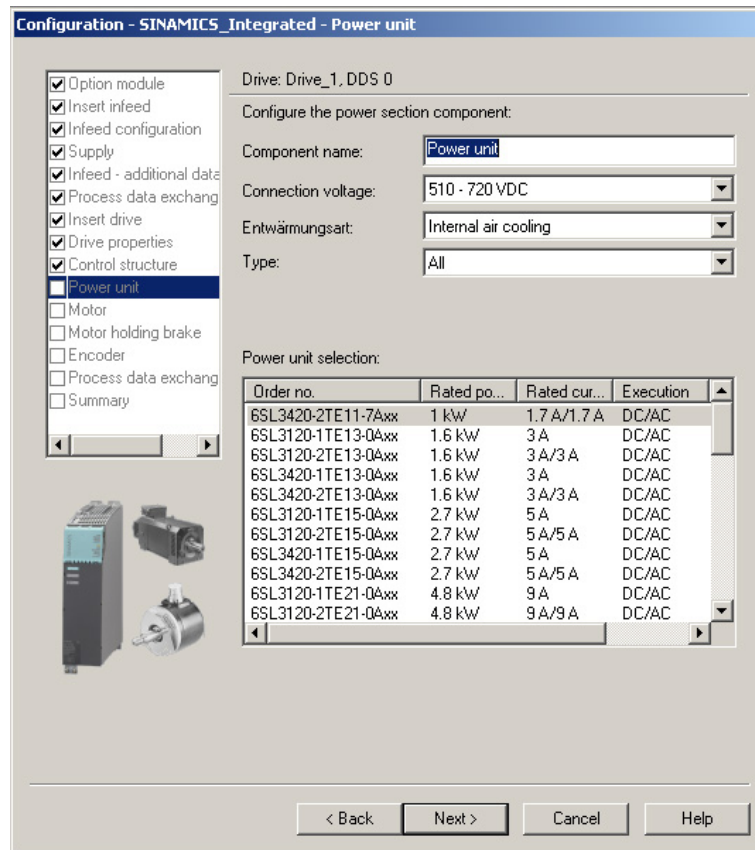 Configuration - SINAMICS_Integrated - Power unit
Option module
Insert infeed
Infeed configuration
Supply
Infeed - additional data
Process data exchang
Insert drive
Drive properties
Control structure
Power unit
Motor
Motor holding brake
Encoder
Process data exchang
Summary
Drive: Drive_1, DDS 0
Configure the power section component:
Component name: Power unit
Connection voltage: 510 - 720 VDC
Entwärmungsart: Internal air cooling
Type: All
Power unit selection:
Order no. Rated po... Rated cur... Execution
6SL3420-2TE11-7Axx 1 kW 1.7 A/1.7 A DC/AC
6SL3120-1TE13-0Axx 1.6 kW 3 A DC/AC
6SL3120-2TE13-0Axx 1.6 kW 3 A/3 A DC/AC
6SL3420-1TE13-0Axx 1.6 kW 3 A DC/AC
6SL3420-2TE13-0Axx 1.6 kW 3 A/3 A DC/AC
6SL3120-1TE15-0Axx 2.7 kW 5 A DC/AC
6SL3120-2TE15-0Axx 2.7 kW 5 A/5 A DC/AC
6SL3420-1TE15-0Axx 2.7 kW 5 A DC/AC
6SL3420-2TE15-0Axx 2.7 kW 5 A/5 A DC/AC
6SL3120-1TE21-0Axx 4.8 kW 9 A DC/AC
6SL3120-2TE21-0Axx 4.8 kW 9 A/9 A DC/AC
< Back Next > Cancel Help